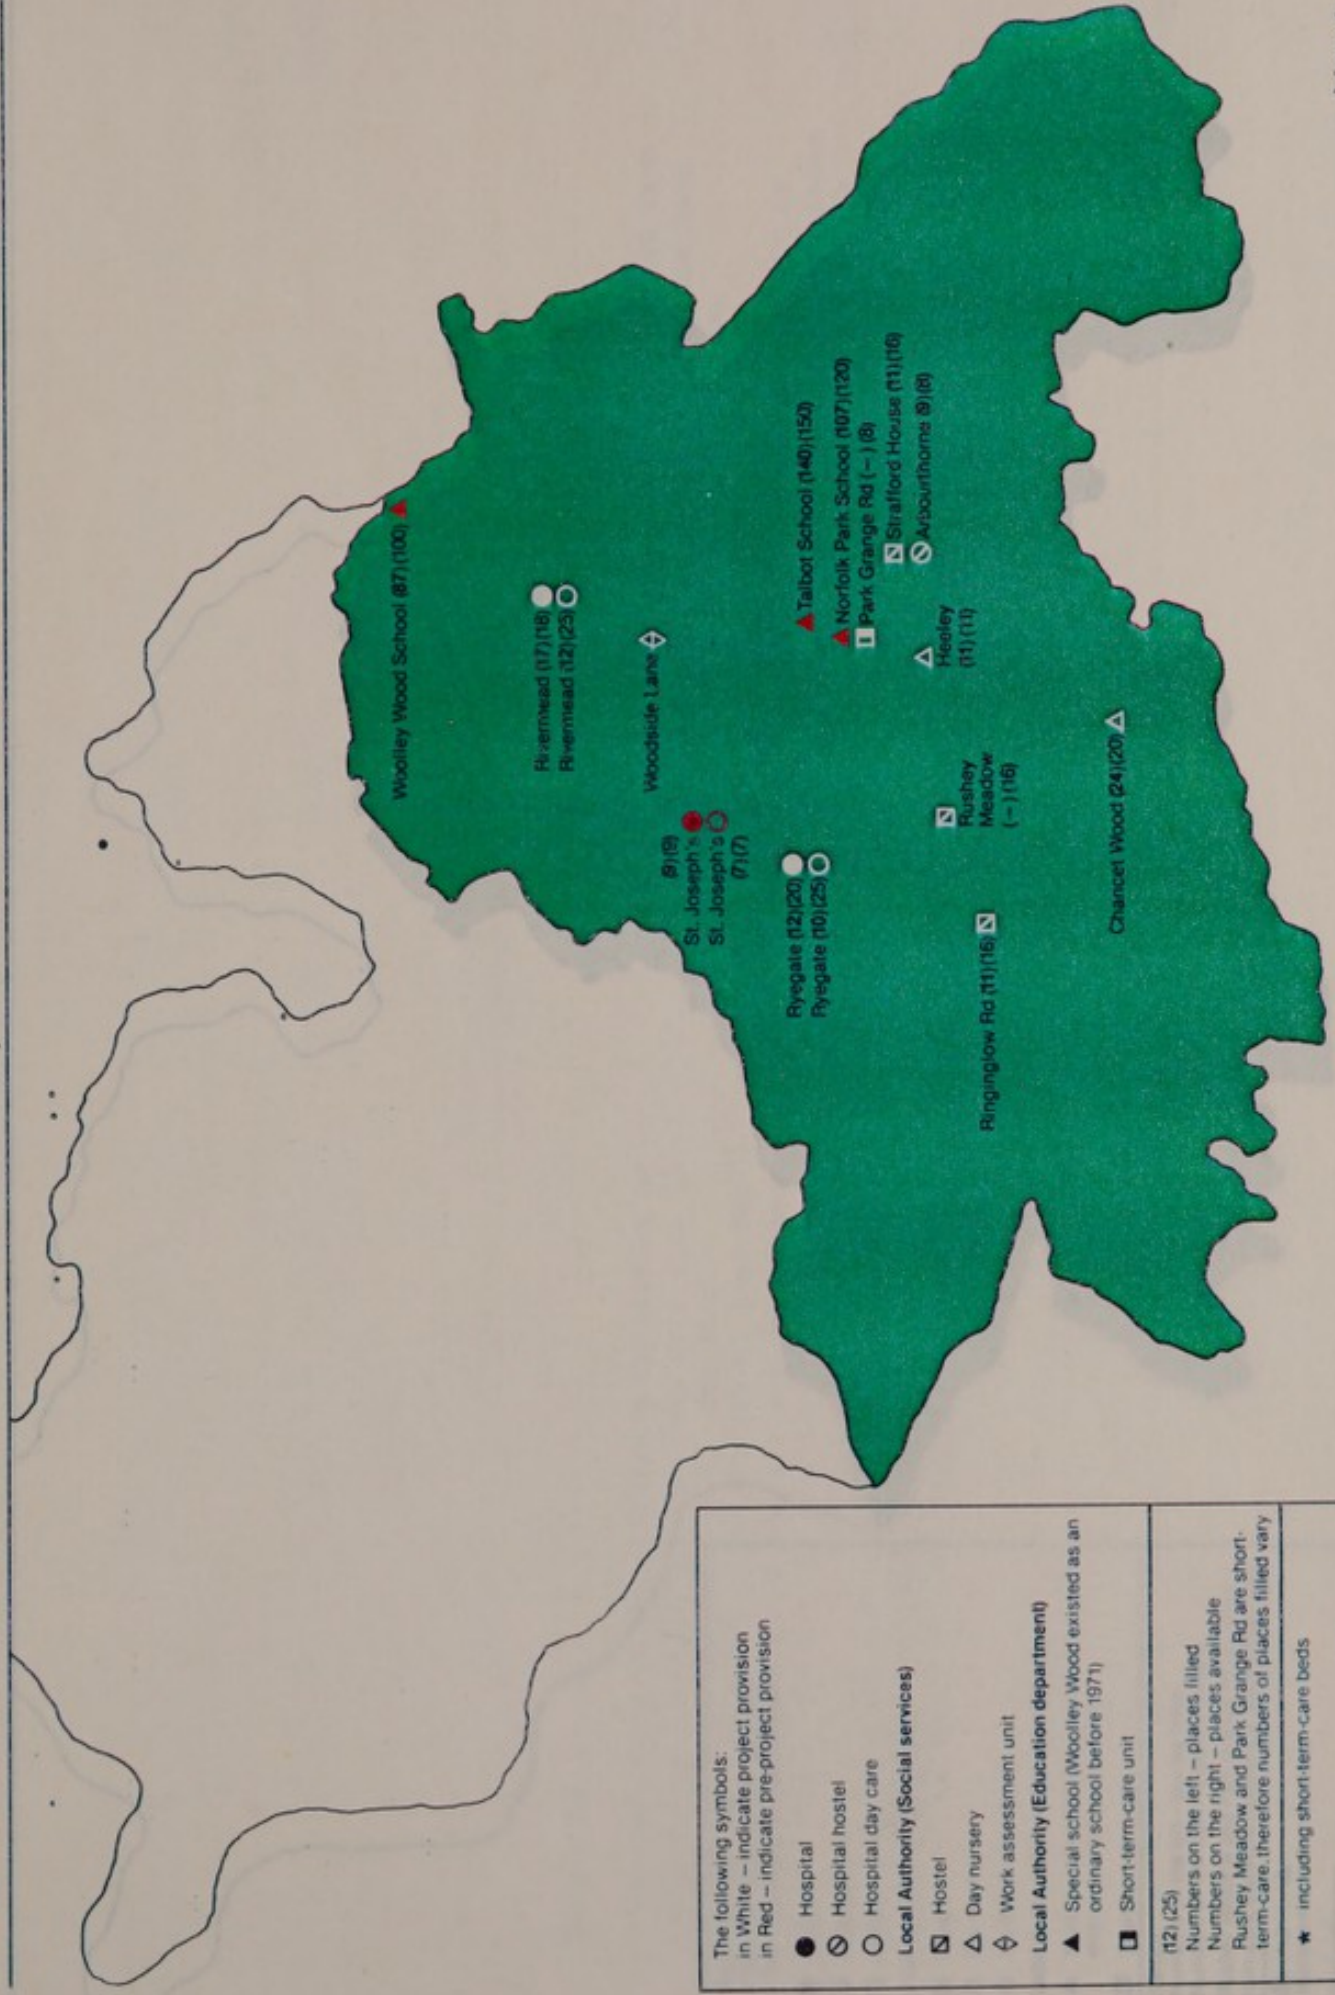 Woolley Wood School (87) (100)
Rivermead (17) (18)
Rivermead (12) (25)
Woodside Lane
(9) (9)
St. Joseph's
St. Joseph's
(7) (7)
Ryegate (12) (20)
Ryegate (10) (25)
Talbot School (140) (150)
Norfolk Park School (107) (120)
Park Grange Rd ( – ) (8)
Strafford House (11) (16)
Arbourthorne (9) (8)
Heeley
(11) (11)
Rushey
Meadow
( – ) (16)
Ringinglow Rd (11) (16)
Chancet Wood (24) (20)
The following symbols:
in White – indicate project provision
in Red – indicate pre-project provision
Hospital
Hospital hostel
Hospital day care
Local Authority (Social services)
Hostel
Day nursery
Work assessment unit
Local Authority (Education department)
Special school (Woolley Wood existed as an
ordinary school before 1971)
Short-term-care unit
(12) (25)
Numbers on the left – places filled
Numbers on the right – places available
Rushey Meadow and Park Grange Rd are short-
term-care, therefore numbers of places filled vary
★ including short-term-care beds